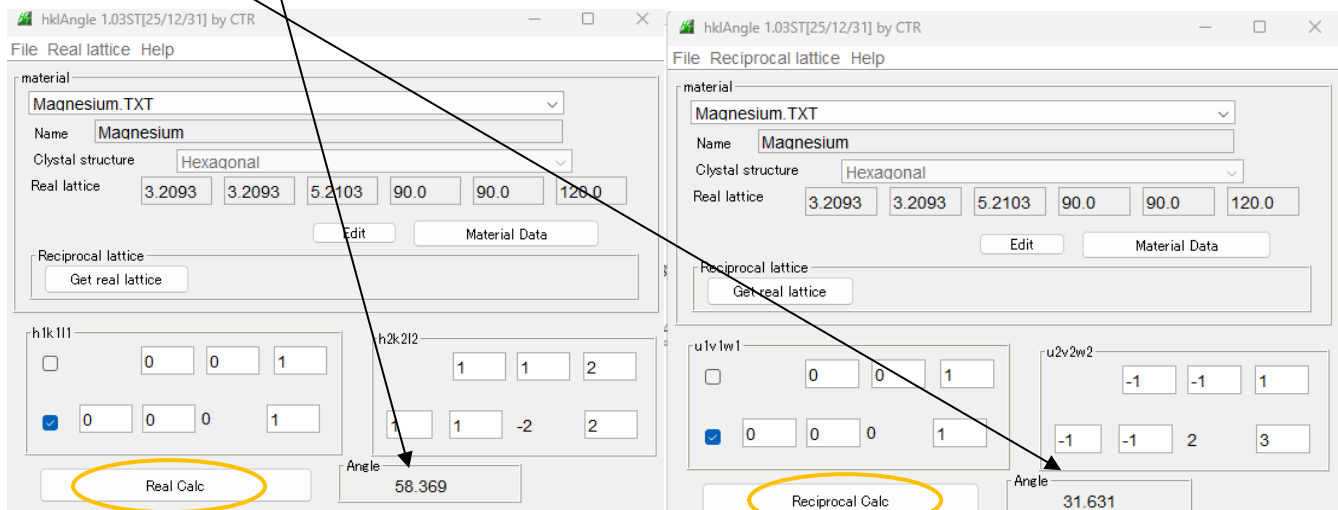 hklAngle 1.03ST[25/12/31] by CTR
File Real lattice Help
material
Magnesium.TXT
Name Magnesium
Clystal structure Hexagonal
Real lattice 3.2093 3.2093 5.2103 90.0 90.0 120.0
Edit Material Data
Reciprocal lattice
Get real lattice
h1k1l1
0 0 1
0 0 0 1
h2k2l2
1 1 2
1 1 -2 2
Real Calc
Angle
58.369
hklAngle 1.03ST[25/12/31] by CTR
File Reciprocal lattice Help
material
Magnesium.TXT
Name Magnesium
Clystal structure Hexagonal
Real lattice 3.2093 3.2093 5.2103 90.0 90.0 120.0
Edit Material Data
Reciprocal lattice
Get real lattice
u1v1w1
0 0 1
0 0 0 1
u2v2w2
-1 -1 1
-1 -1 2 3
Reciprocal Calc
Angle
31.631